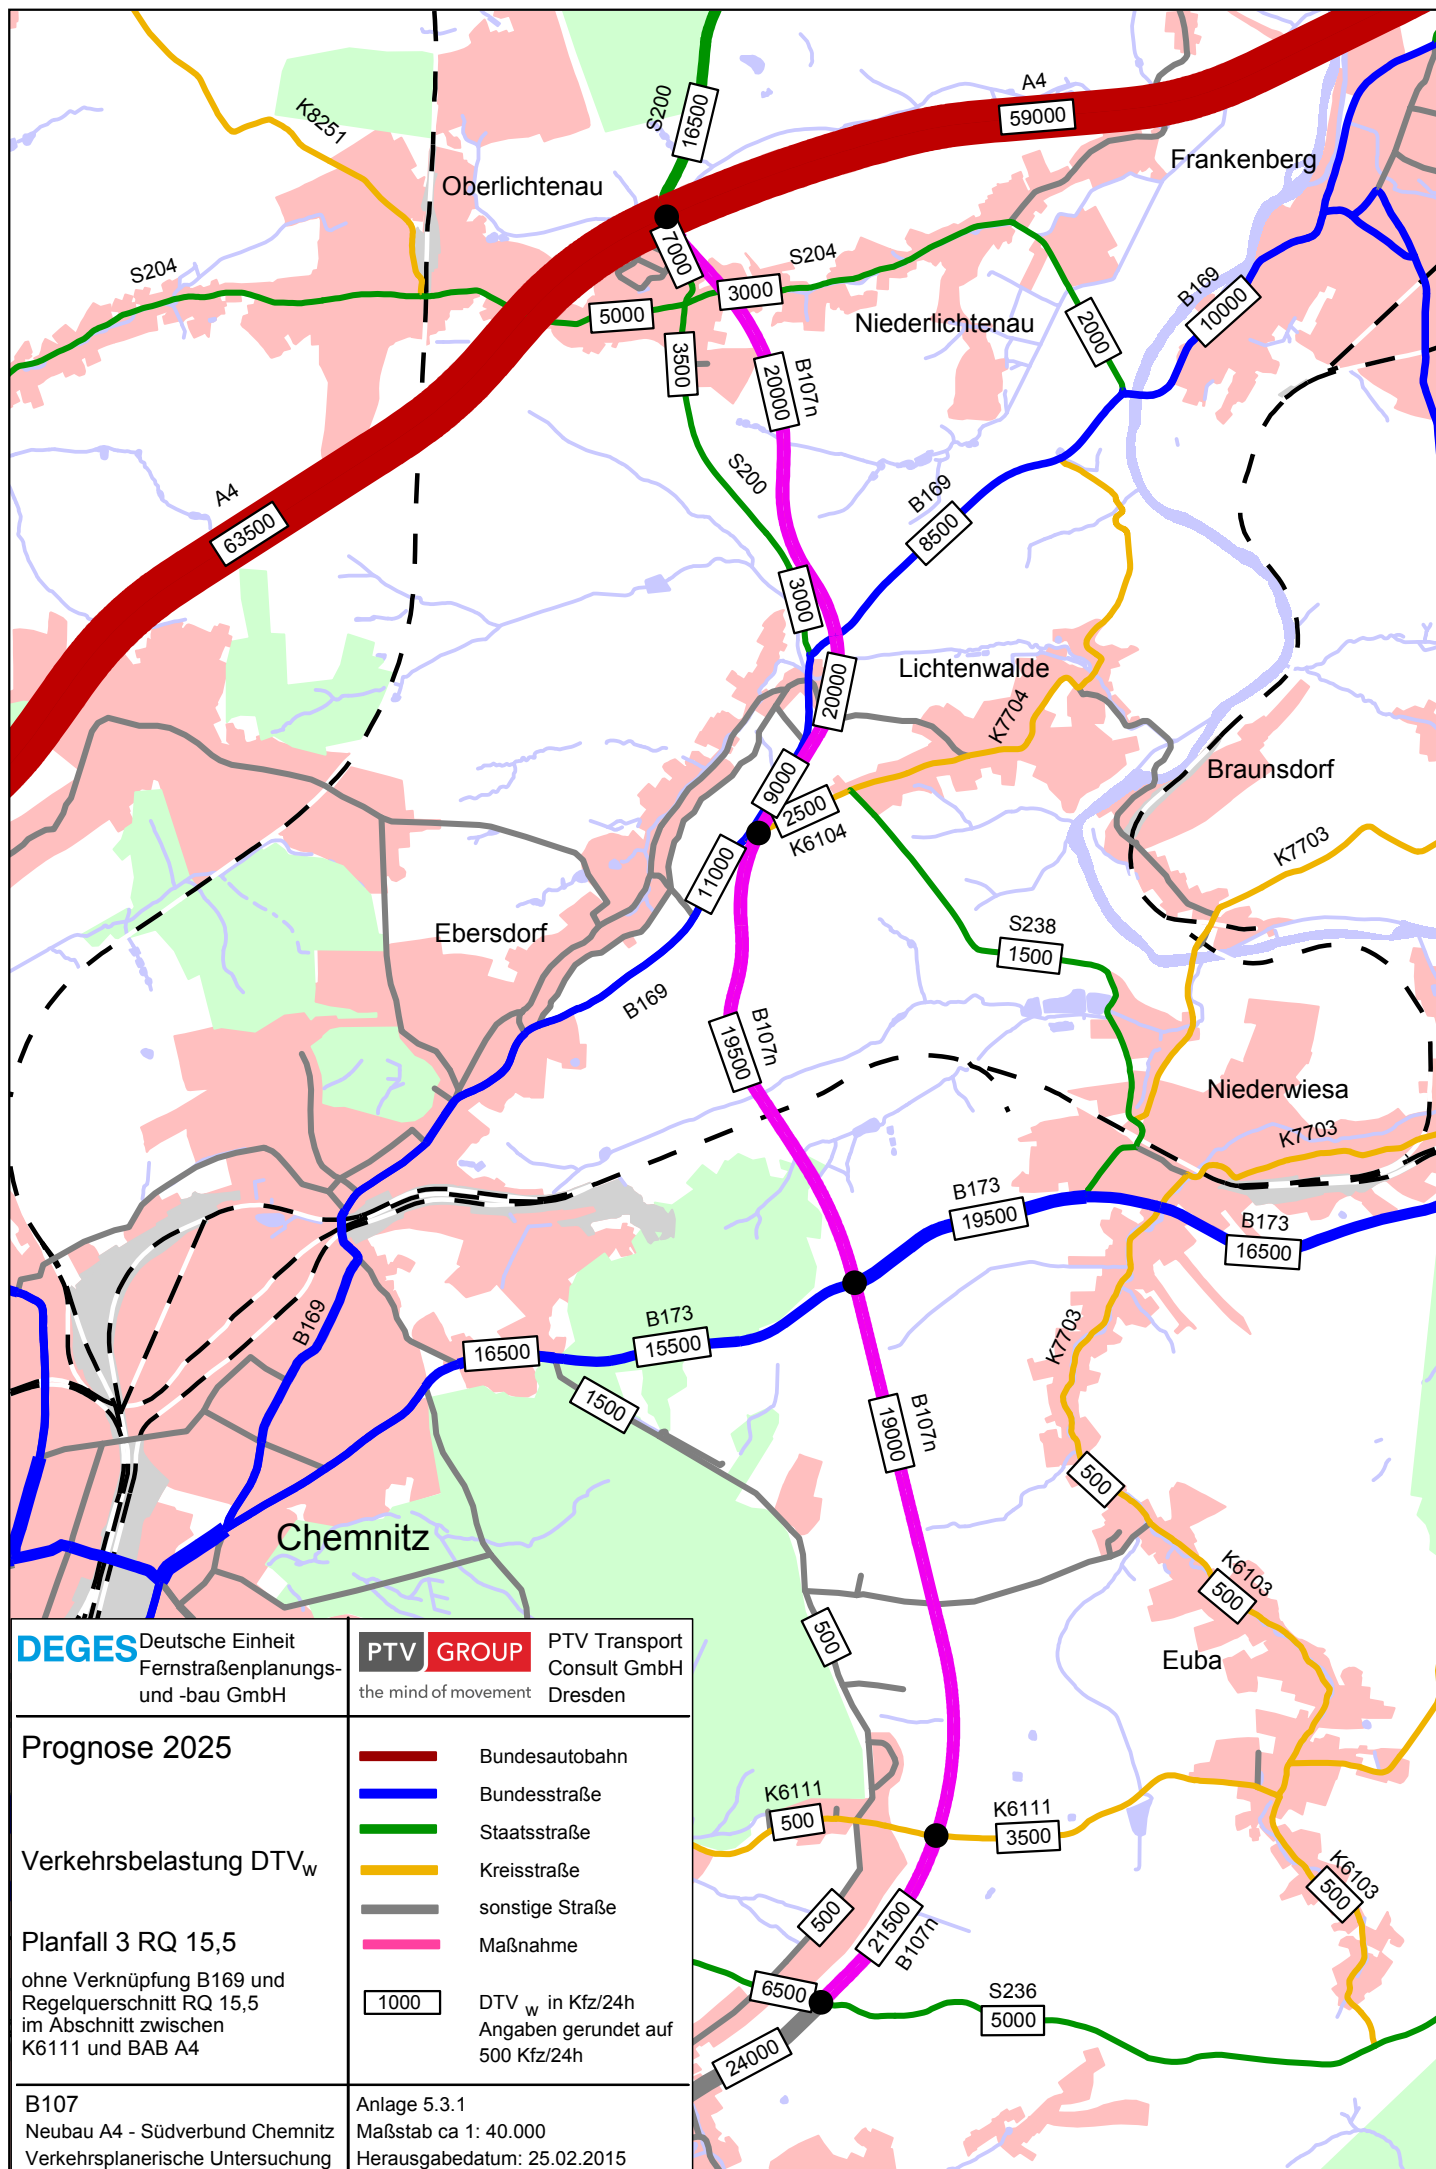 A4
59000
S200
16500
Frankenberg
K8251
Oberlichtenau
7000
S204
S204
3000
5000
B169
10000
Niederlichtenau
2000
3500
B107n
20000
S200
B169
8500
A4
63500
3000
Lichtenwalde
20000
K7704
Braunsdorf
9000
2500
K6104
K7703
11000
S238
1500
Ebersdorf
B169
B107n
19500
Niederwiesa
K7703
B173
19500
B173
16500
B169
B173
15500
16500
K7703
1500
B107n
19000
500
Chemnitz
K6103
500
500
Euba
K6111
500
K6111
3500
K6103
500
500
21500
B107n
6500
S236
5000
24000
DEGES Deutsche Einheit
Fernstraßenplanungs-
und -bau GmbH
PTV GROUP
the mind of movement
PTV Transport
Consult GmbH
Dresden
Prognose 2025
Verkehrsbelastung DTVw
Planfall 3 RQ 15,5
ohne Verknüpfung B169 und
Regelquerschnitt RQ 15,5
im Abschnitt zwischen
K6111 und BAB A4
Bundesautobahn
Bundesstraße
Staatsstraße
Kreisstraße
sonstige Straße
Maßnahme
1000
DTV w in Kfz/24h
Angaben gerundet auf
500 Kfz/24h
B107
Neubau A4 - Südverbund Chemnitz
Verkehrsplanerische Untersuchung
Anlage 5.3.1
Maßstab ca 1: 40.000
Herausgabedatum: 25.02.2015